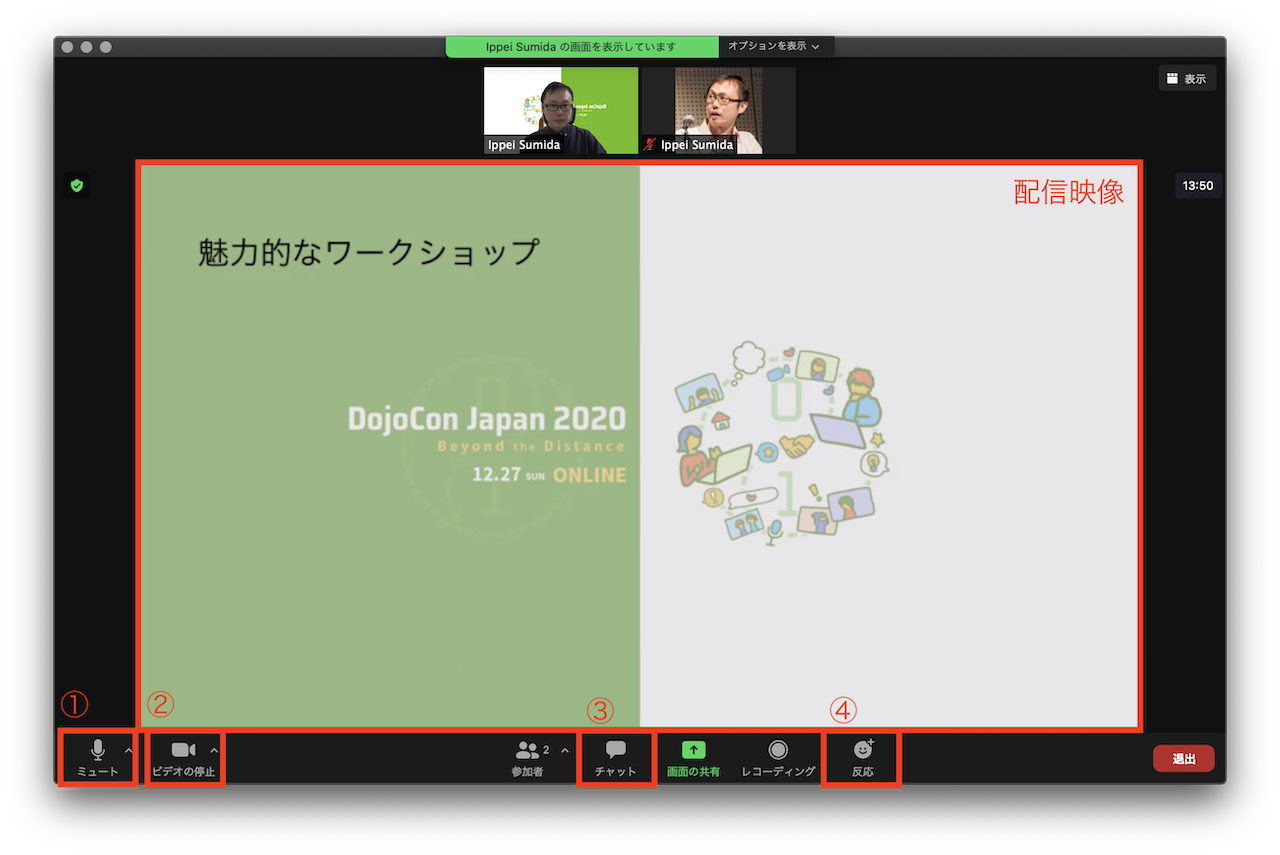 Ippei Sumida の画面を表示しています
オプションを表示
表示
Ippei Sumida
Ippei Sumida
13:50
配信映像
魅力的なワークショップ
DojoCon Japan 2020
Beyond the Distance
12.27 SUN ONLINE
0
1
①
②
③
④
ミュート
ビデオの停止
参加者
2
チャット
画面の共有
レコーディング
反応
退出